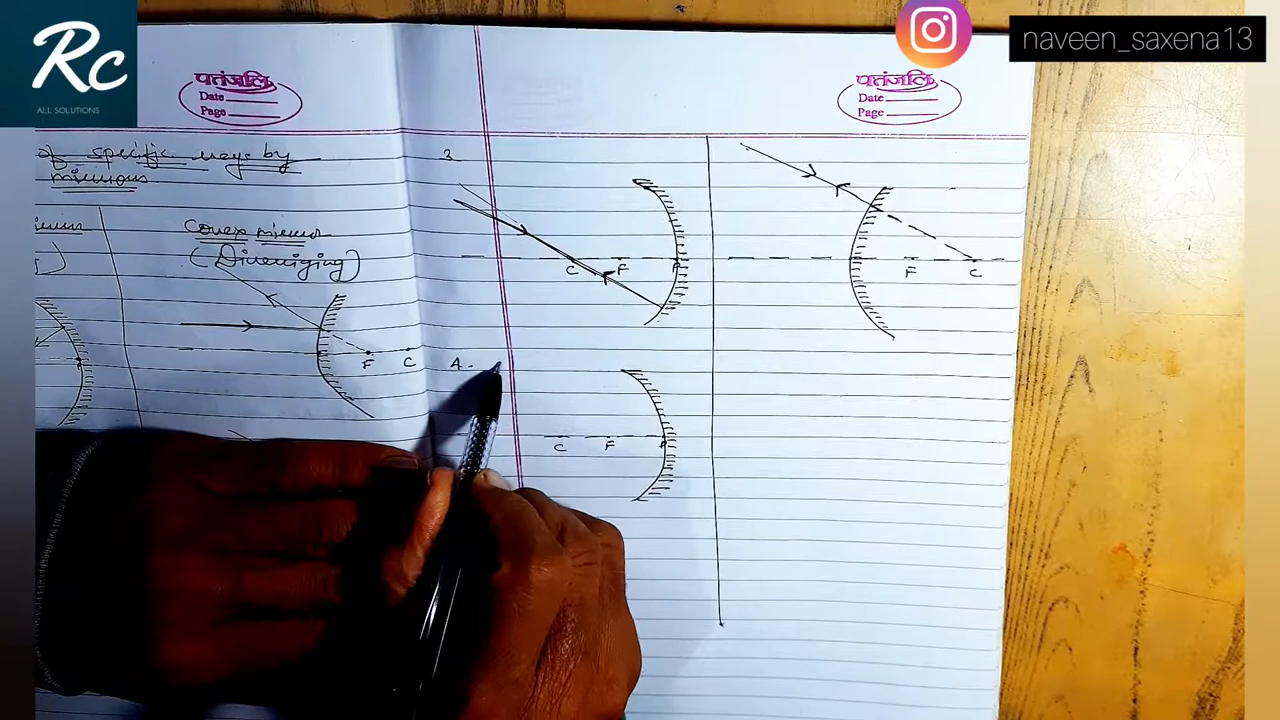 Rc
ALL SOLUTIONS
naveen_saxena13
पतंजलि
Date
Page
पतंजलि
Date
Page
of specific rays by
mirrors
Convex mirror
(Diverging)
F C
3.
C F P
F C
4.
C F P